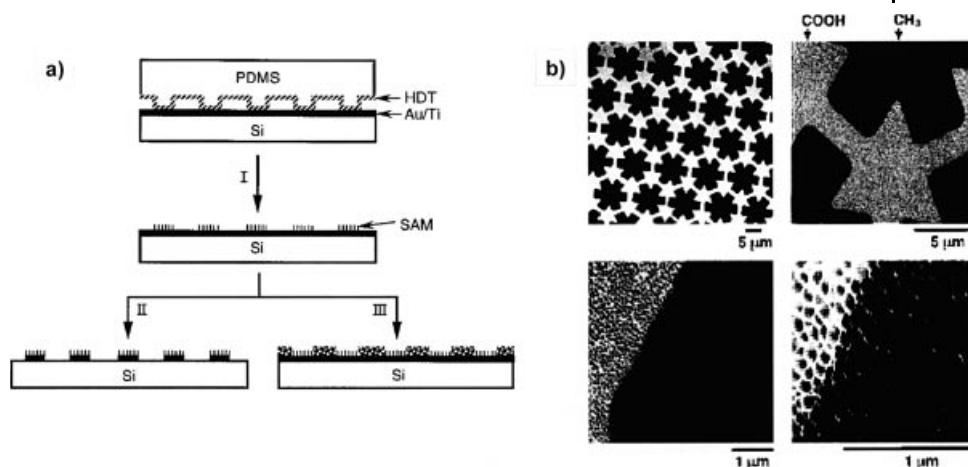 a)
PDMS
HDT
Au/Ti
Si
I
SAM
Si
II
III
Si
Si
b)
COOH
CH₃
5 μm
5 μm
1 μm
1 μm